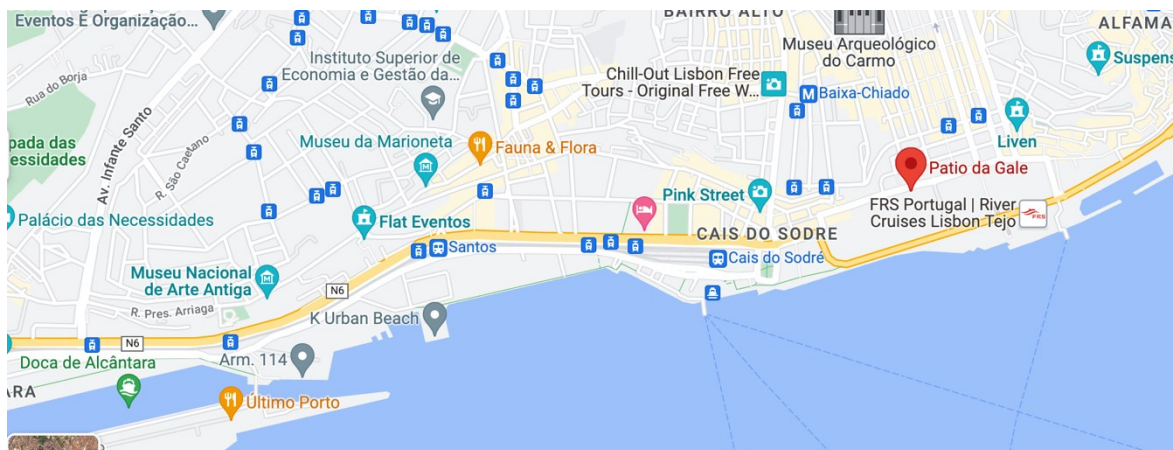 Eventos E Organização...
BAIRRO ALTO
ALFAMA
Museu Arqueológico
do Carmo
Suspens
Instituto Superior de
Economia e Gestão da...
Chill-Out Lisbon Free
Tours - Original Free W...
M
Baixa-Chiado
Rua do Borja
Av. Infante Santo
R. São Caetano
pada das
essidades
Museu da Marioneta
Fauna & Flora
Liven
Patio da Gale
Pink Street
FRS Portugal | River
Cruises Lisbon Tejo
FRS
Palácio das Necessidades
Flat Eventos
CAIS DO SODRE
Santos
Cais do Sodré
Museu Nacional
de Arte Antiga
N6
R. Pres. Arriaga
K Urban Beach
N6
Doca de Alcântara
Arm. 114
ARA
Último Porto